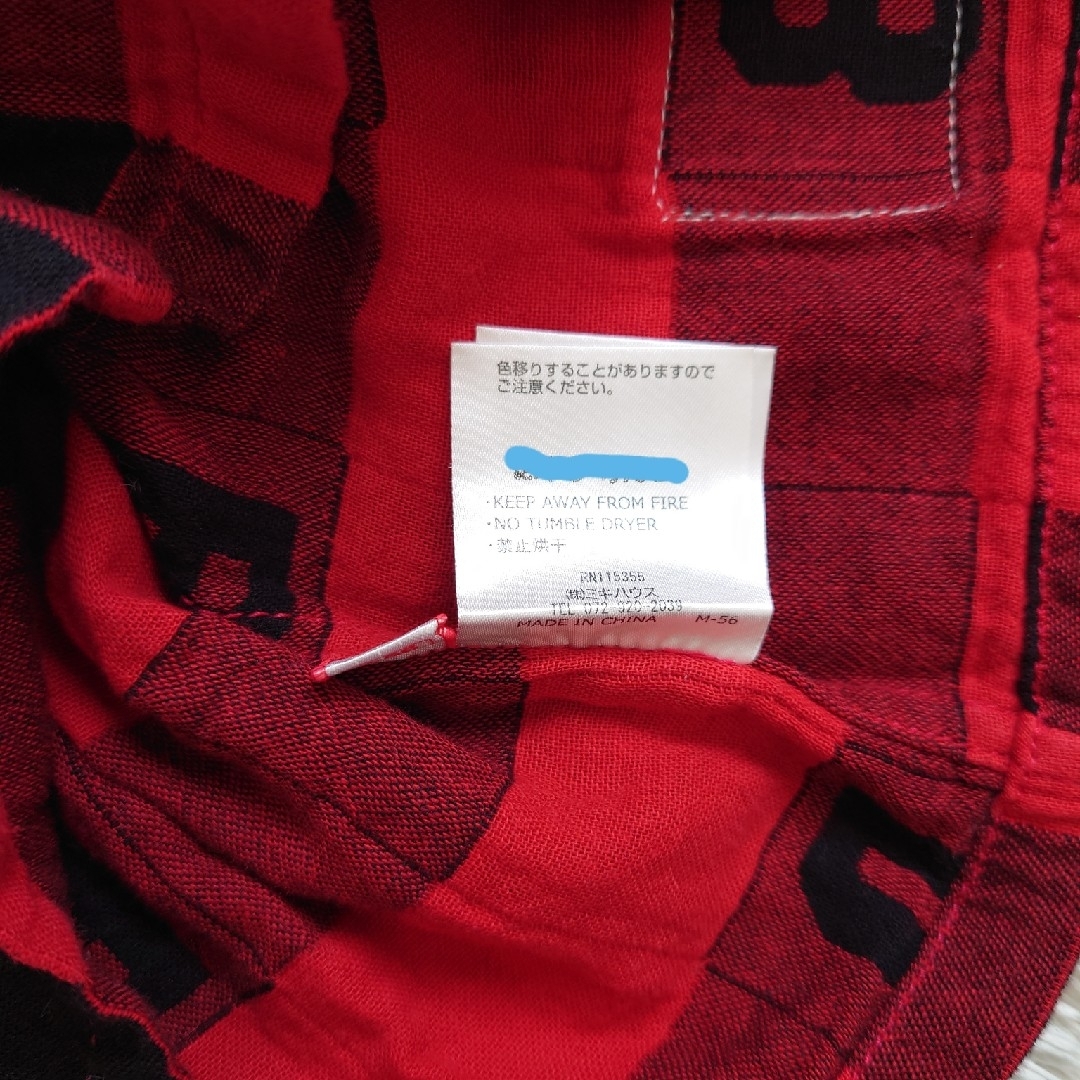 色移りすることがありますので
ご注意ください。
・KEEP AWAY FROM FIRE
・NO TUMBLE DRYER
・禁止烘干
RN115355
㈱三キハウス
TEL 072-920-2039
MADE IN CHINA M-56
8